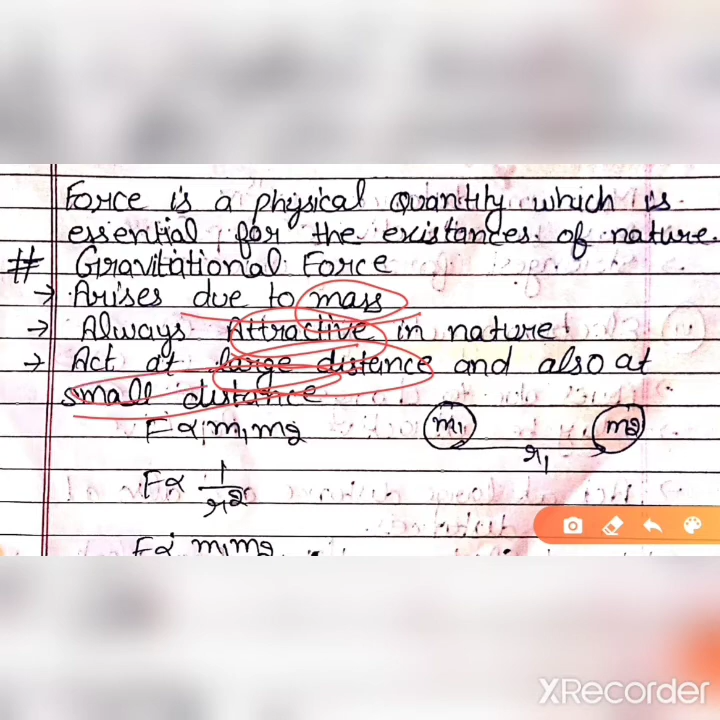 Force is a physical quantity which is
essential for the existances of nature.
# Gravitational Force
→ Arises due to mass
→ Always Attractive in nature
→ Act at large distance and also at
small distance
F∝ m1m2
m1 m2
r1
F∝ 1/r2
F∝ m1m2
XRecorder